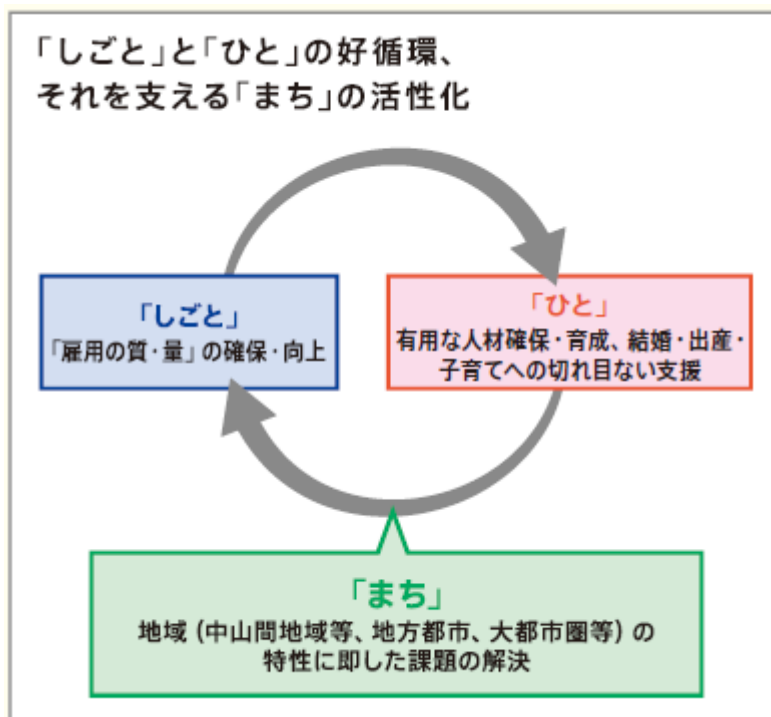 「しごと」と「ひと」の好循環、
それを支える「まち」の活性化
「しごと」
「雇用の質・量」の確保・向上
「ひと」
有用な人材確保・育成、結婚・出産・
子育てへの切れ目ない支援
「まち」
地域(中山間地域等、地方都市、大都市圏等)の
特性に即した課題の解決